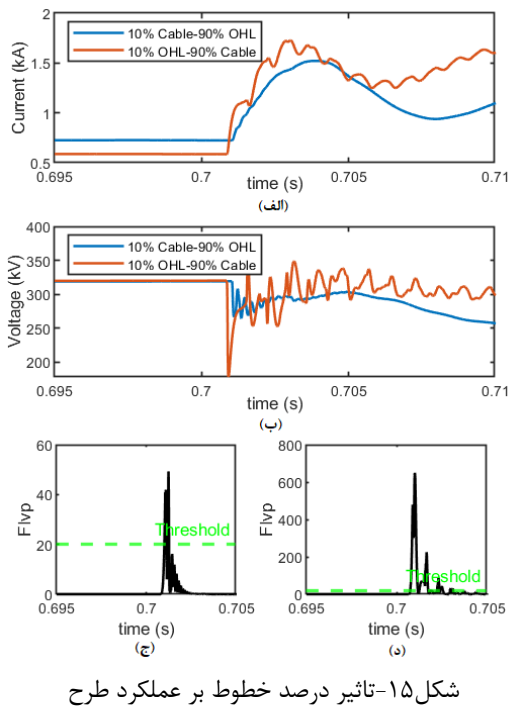 2
1.5
1
0.5
Current (kA)
10% Cable-90% OHL
10% OHL-90% Cable
0.695
0.7
0.705
0.71
time (s)
(الف)
400
350
300
250
200
Voltage (kV)
10% Cable-90% OHL
10% OHL-90% Cable
0.695
0.7
0.705
0.71
time (s)
(ب)
60
40
20
0
FIvp
Threshold
0.695
0.7
0.705
time (s)
(ج)
800
600
400
200
0
FIvp
Threshold
0.695
0.7
0.705
time (s)
(د)
شکل۱۵-تاثیر درصد خطوط بر عملکرد طرح